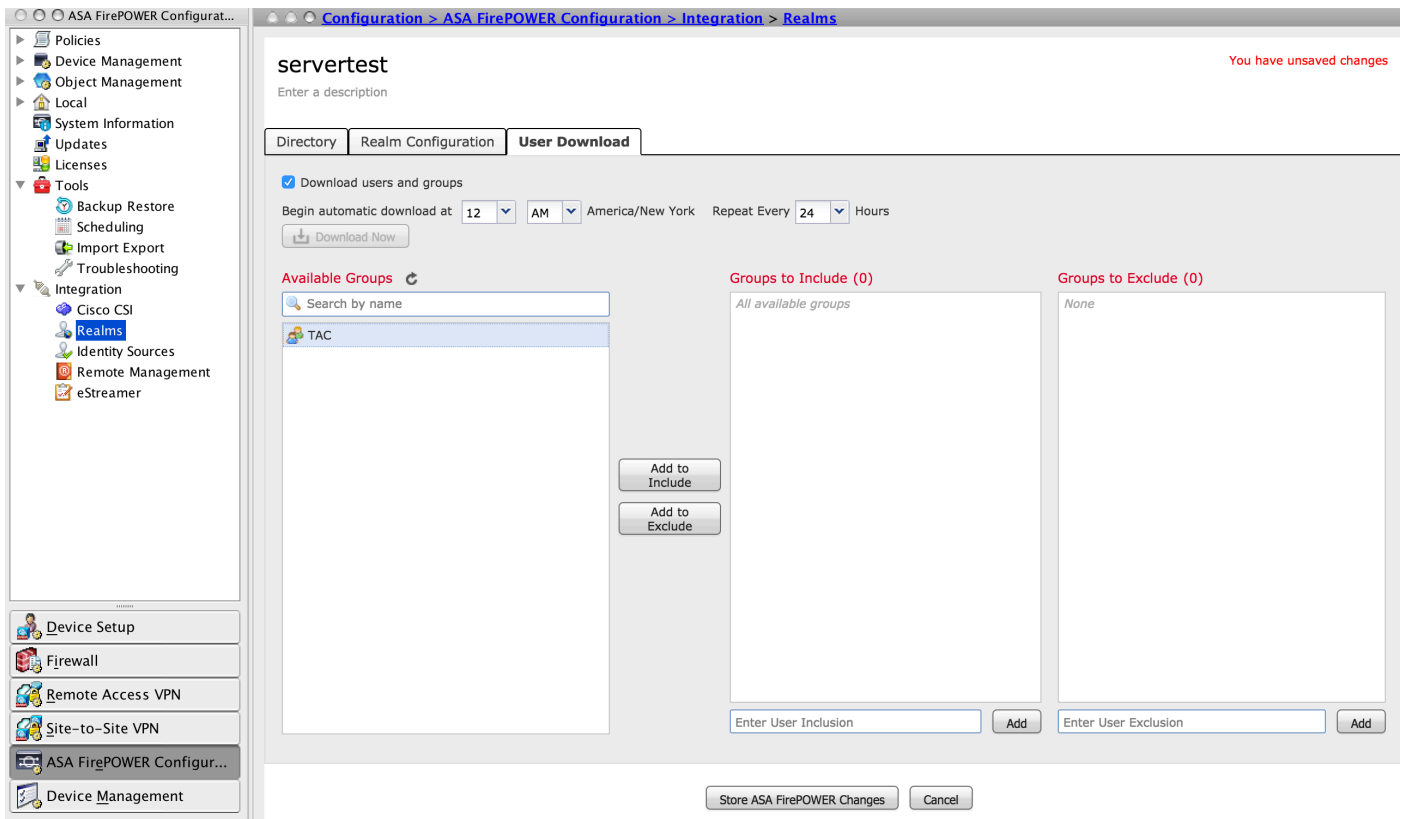 ASA FirePOWER Configurat...
Policies
Device Management
Object Management
Local
System Information
Updates
Licenses
Tools
Backup Restore
Scheduling
Import Export
Troubleshooting
Integration
Cisco CSI
Realms
Identity Sources
Remote Management
eStreamer
Device Setup
Firewall
Remote Access VPN
Site-to-Site VPN
ASA FirePOWER Configur...
Device Management
Configuration > ASA FirePOWER Configuration > Integration > Realms
servertest
You have unsaved changes
Enter a description
Directory
Realm Configuration
User Download
Download users and groups
Begin automatic download at 12 AM America/New York Repeat Every 24 Hours
Download Now
Available Groups
Search by name
TAC
Add to Include
Add to Exclude
Groups to Include (0)
All available groups
Enter User Inclusion
Add
Groups to Exclude (0)
None
Enter User Exclusion
Add
Store ASA FirePOWER Changes
Cancel